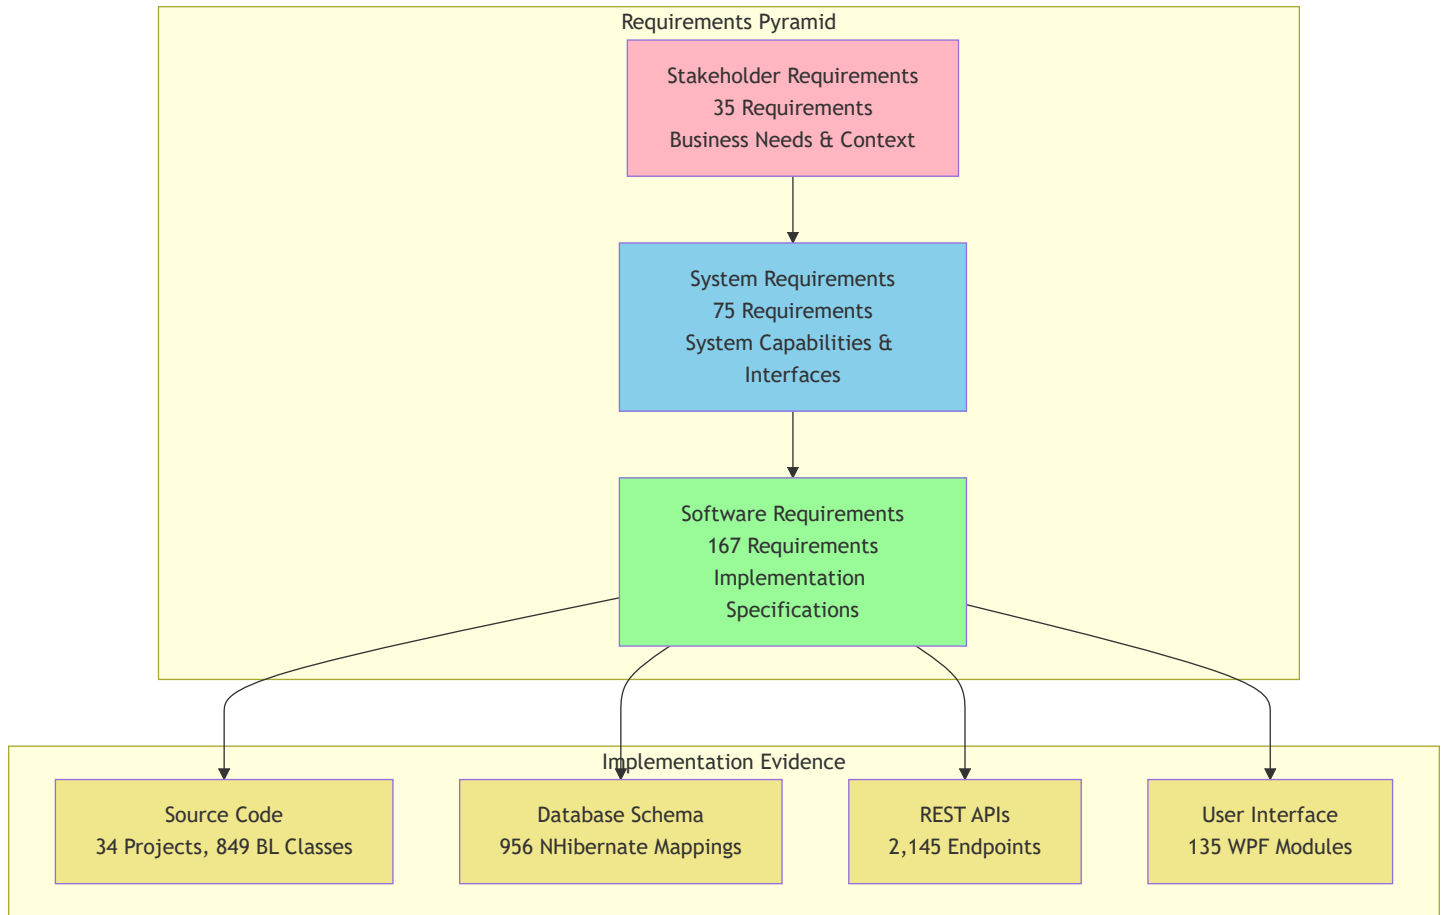 Requirements Pyramid
Stakeholder Requirements
35 Requirements
Business Needs & Context
System Requirements
75 Requirements
System Capabilities &
Interfaces
Software Requirements
167 Requirements
Implementation
Specifications
Implementation Evidence
Source Code
34 Projects, 849 BL Classes
Database Schema
956 NHibernate Mappings
REST APIs
2,145 Endpoints
User Interface
135 WPF Modules